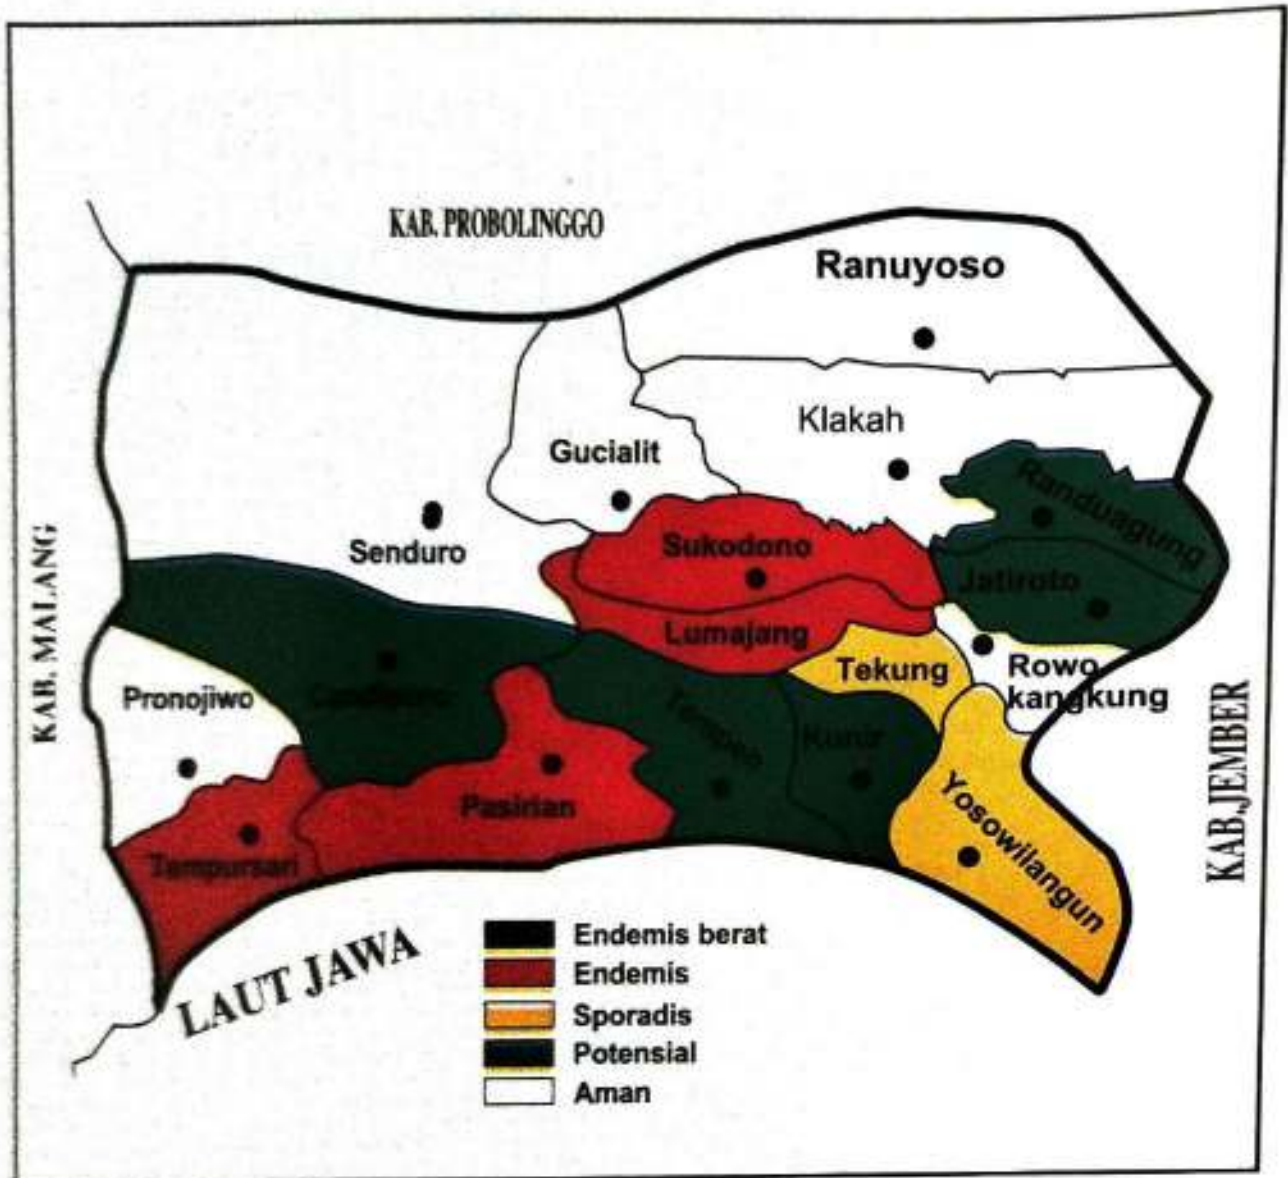 KAB. PROBOLINGGO
Ranuyoso
Klakah
Gucialit
Randuagung
Senduro
Sukodono
Jatiroto
Lumajang
KAB. MALANG
Pronojiwo
Tekung
Rowo
kangkung
Kunir
Pasirian
Yosowilangun
KAB. JEMBER
Tempursari
LAUT JAWA
Endemis berat
Endemis
Sporadis
Potensial
Aman